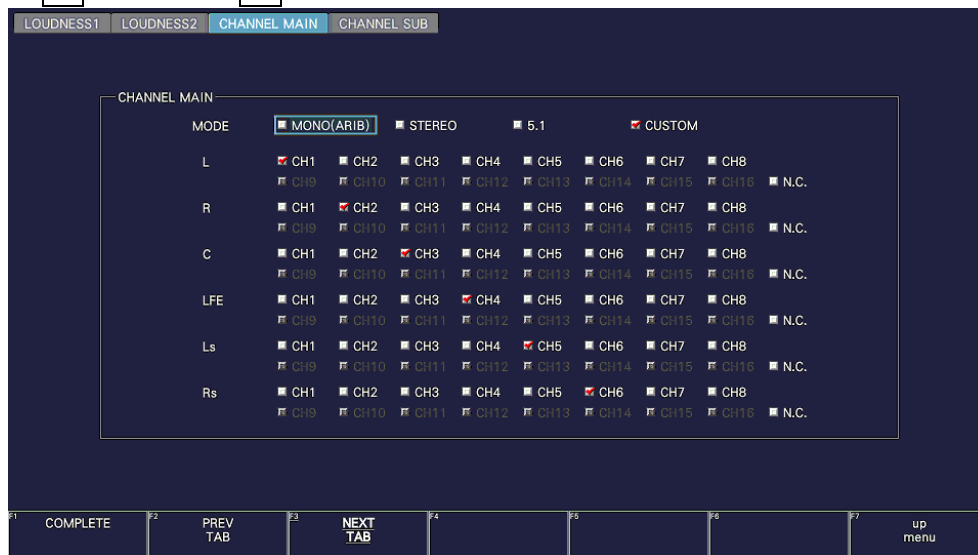 LOUDNESS1 LOUDNESS2 CHANNEL MAIN CHANNEL SUB
CHANNEL MAIN
MODE MONO(ARIB) STEREO 5.1 CUSTOM
L CH1 CH2 CH3 CH4 CH5 CH6 CH7 CH8
CH9 CH10 CH11 CH12 CH13 CH14 CH15 CH16 N.C.
R CH1 CH2 CH3 CH4 CH5 CH6 CH7 CH8
CH9 CH10 CH11 CH12 CH13 CH14 CH15 CH16 N.C.
C CH1 CH2 CH3 CH4 CH5 CH6 CH7 CH8
CH9 CH10 CH11 CH12 CH13 CH14 CH15 CH16 N.C.
LFE CH1 CH2 CH3 CH4 CH5 CH6 CH7 CH8
CH9 CH10 CH11 CH12 CH13 CH14 CH15 CH16 N.C.
Ls CH1 CH2 CH3 CH4 CH5 CH6 CH7 CH8
CH9 CH10 CH11 CH12 CH13 CH14 CH15 CH16 N.C.
Rs CH1 CH2 CH3 CH4 CH5 CH6 CH7 CH8
CH9 CH10 CH11 CH12 CH13 CH14 CH15 CH16 N.C.
F1 COMPLETE F2 PREV F3 NEXT F4 F5 F6 F7 up
TAB TAB menu